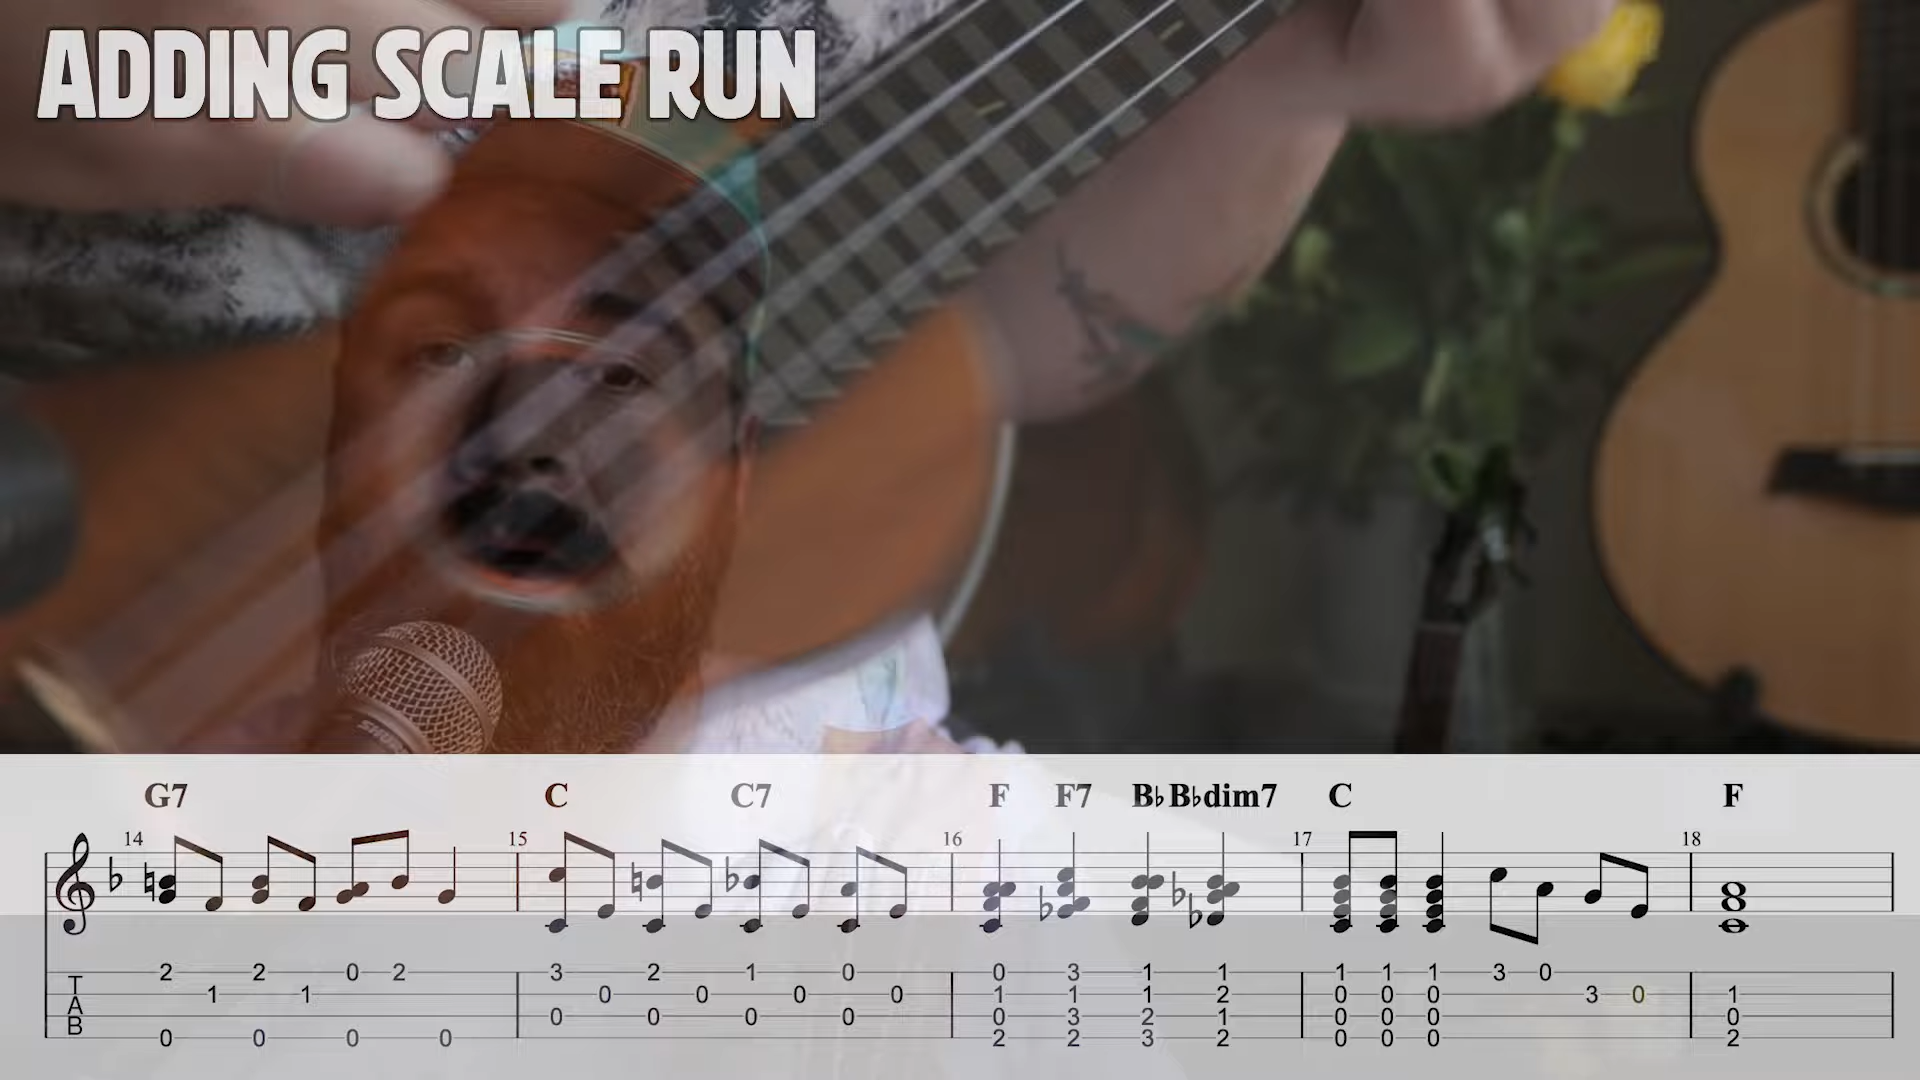 ADDING SCALE RUN
G7 C C7 F F7 B♭ B♭dim7 C F
14 15 16 17 18
T 2 2 0 2 3 2 1 0 0 3 1 1 1 1 1 3 0
A 1 1 0 0 0 0 1 1 1 2 0 0 0 3 0 1
B 0 0 0 0 0 3 2 1 0 0 0 0
0 0 0 0 2 2 3 2 0 0 0 2